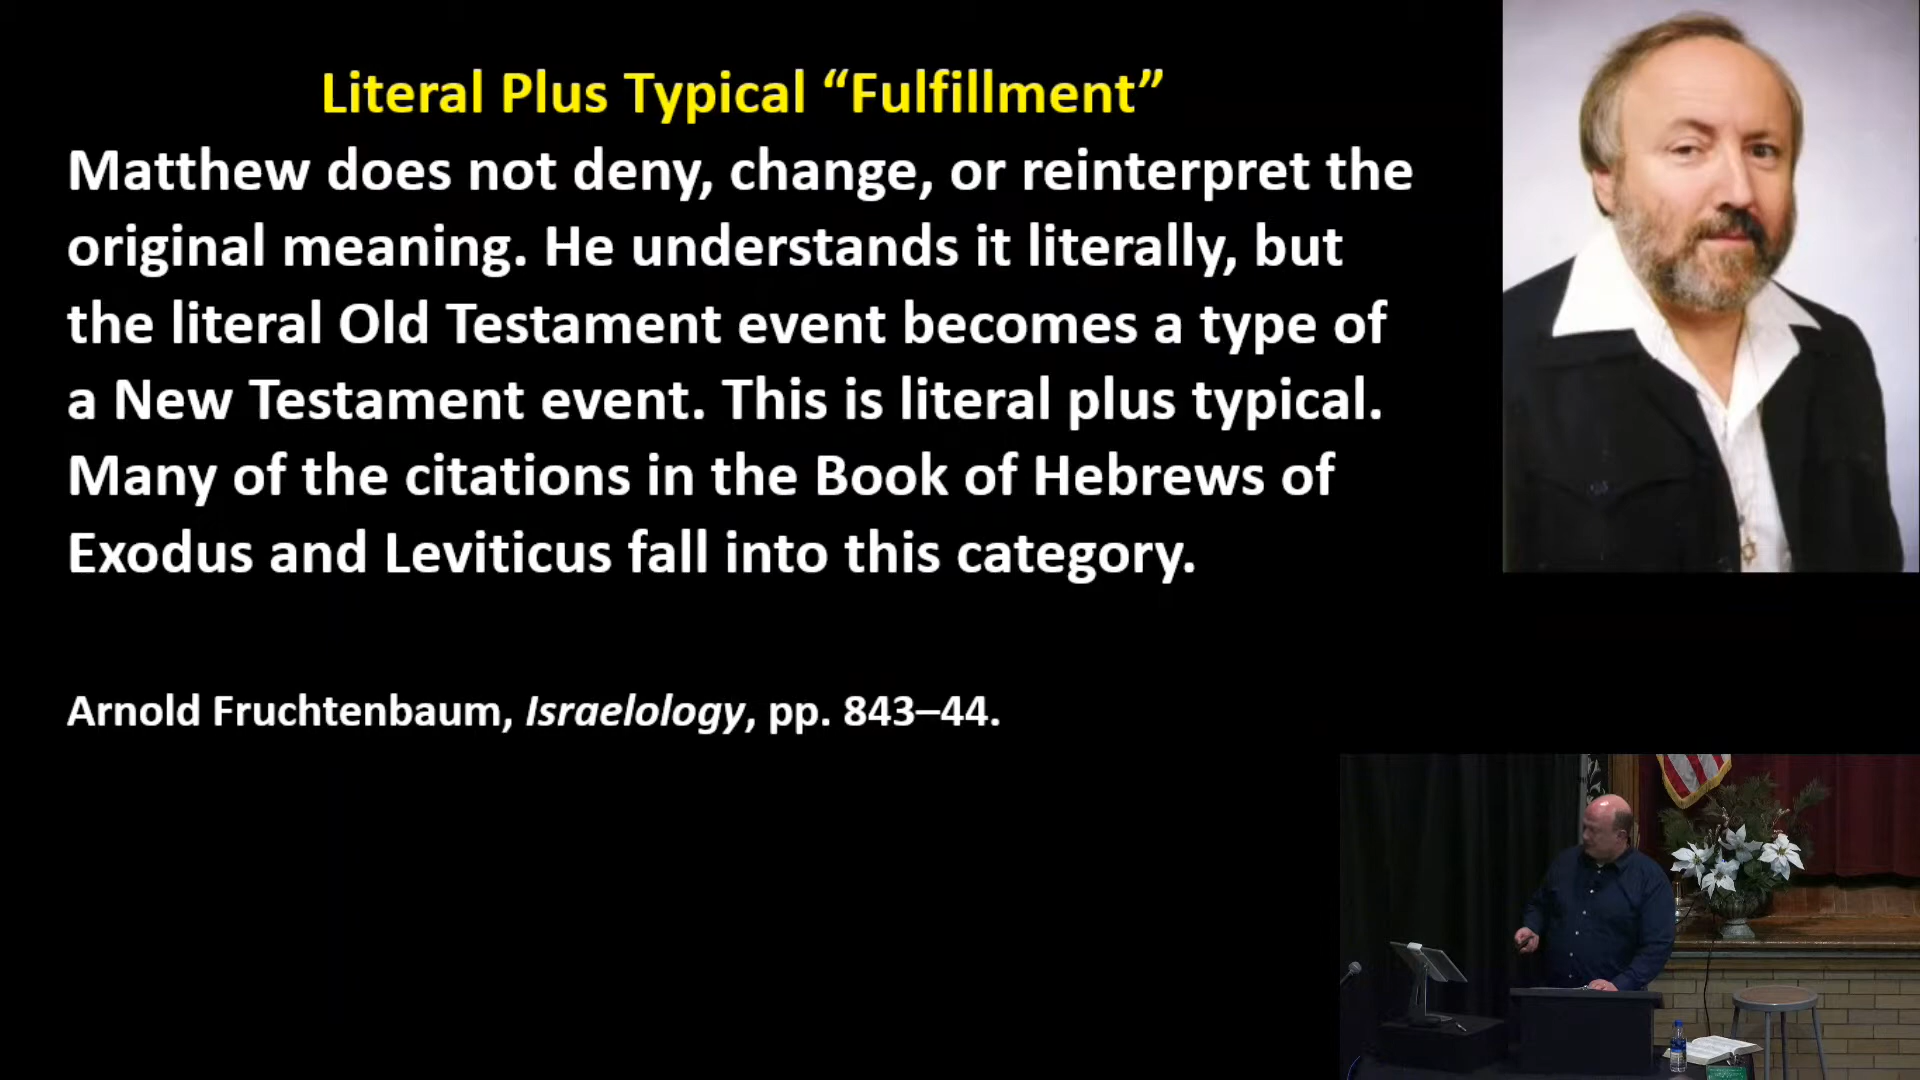 Literal Plus Typical “Fulfillment”
Matthew does not deny, change, or reinterpret the
original meaning. He understands it literally, but
the literal Old Testament event becomes a type of
a New Testament event. This is literal plus typical.
Many of the citations in the Book of Hebrews of
Exodus and Leviticus fall into this category.
Arnold Fruchtenbaum, Israelology, pp. 843–44.